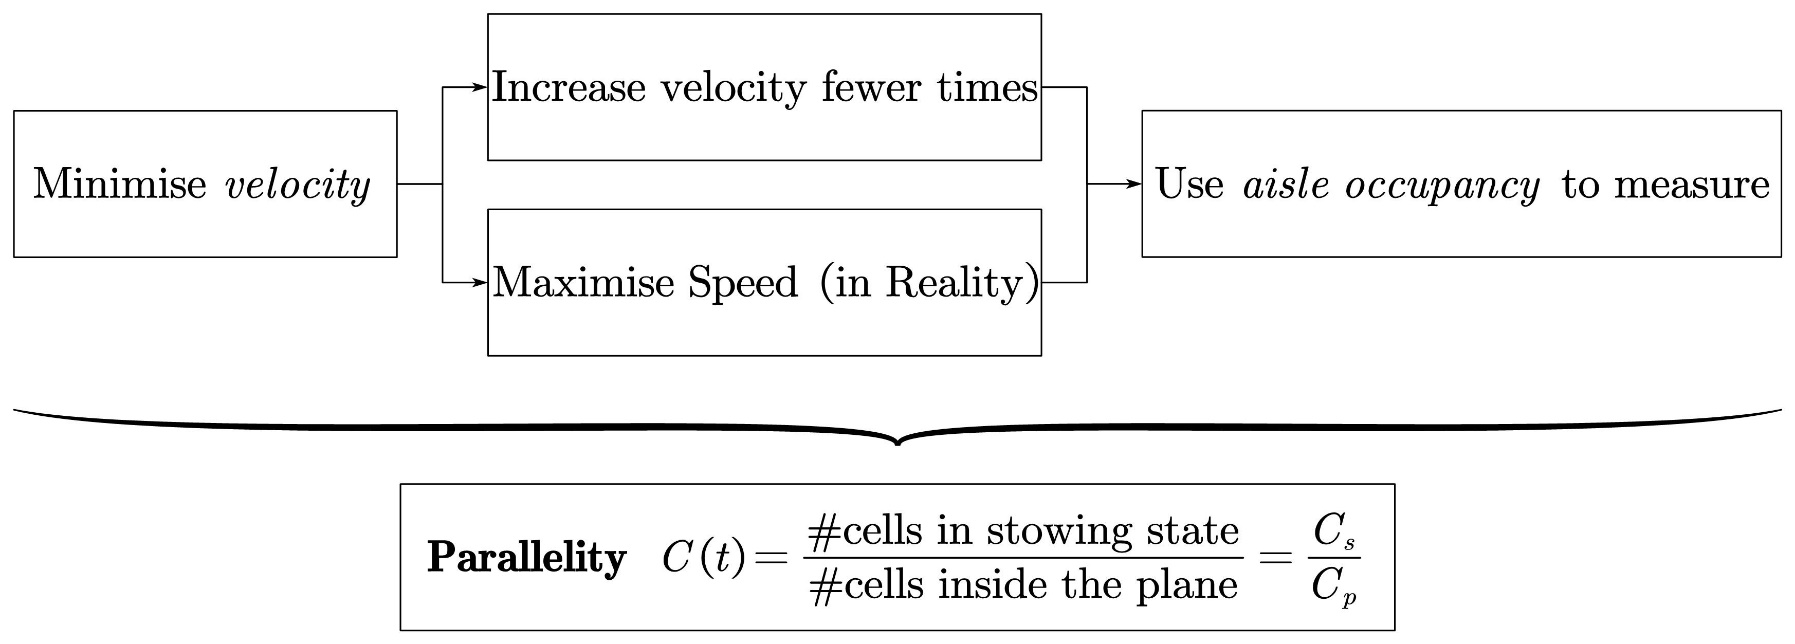 Increase velocity fewer times
Minimise velocity
Use aisle occupancy to measure
Maximise Speed (in Reality)
Parallelity C(t) = #cells in stowing state / #cells inside the plane = C_s / C_p